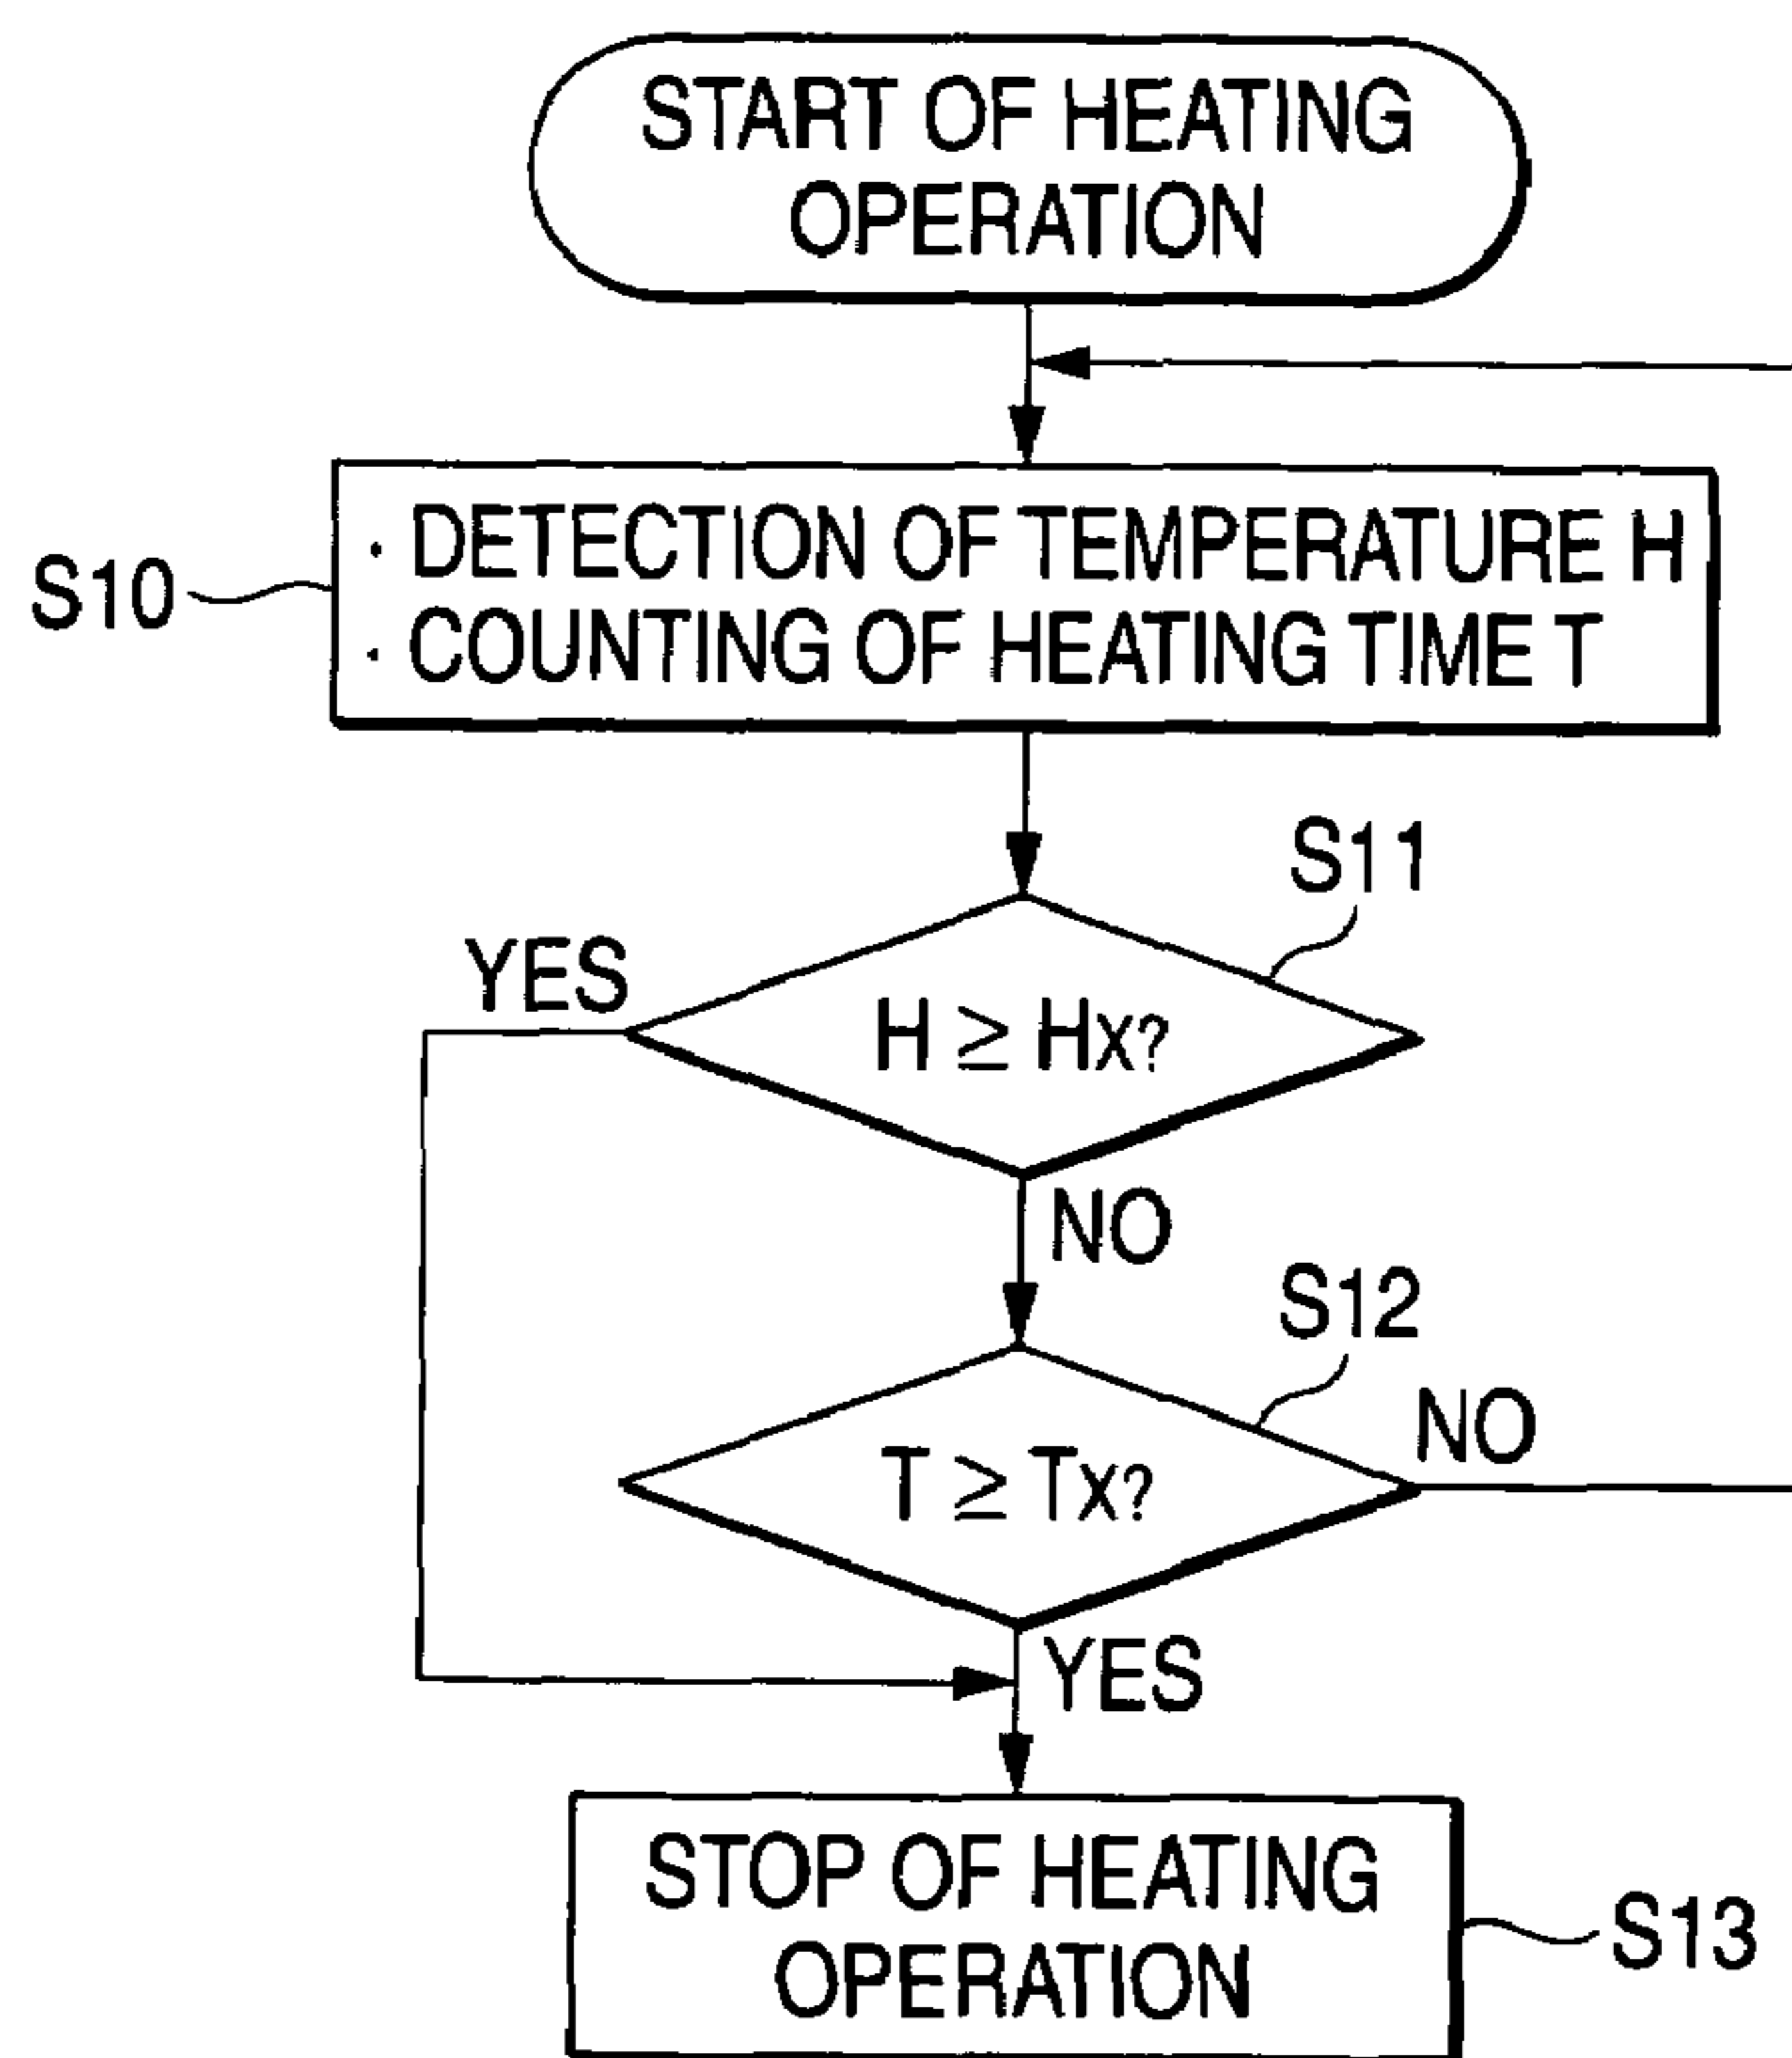 START OF HEATING
OPERATION
S10
· DETECTION OF TEMPERATURE H
· COUNTING OF HEATING TIME T
S11
YES
H ≥ HX?
NO
S12
NO
T ≥ TX?
YES
STOP OF HEATING
OPERATION
S13